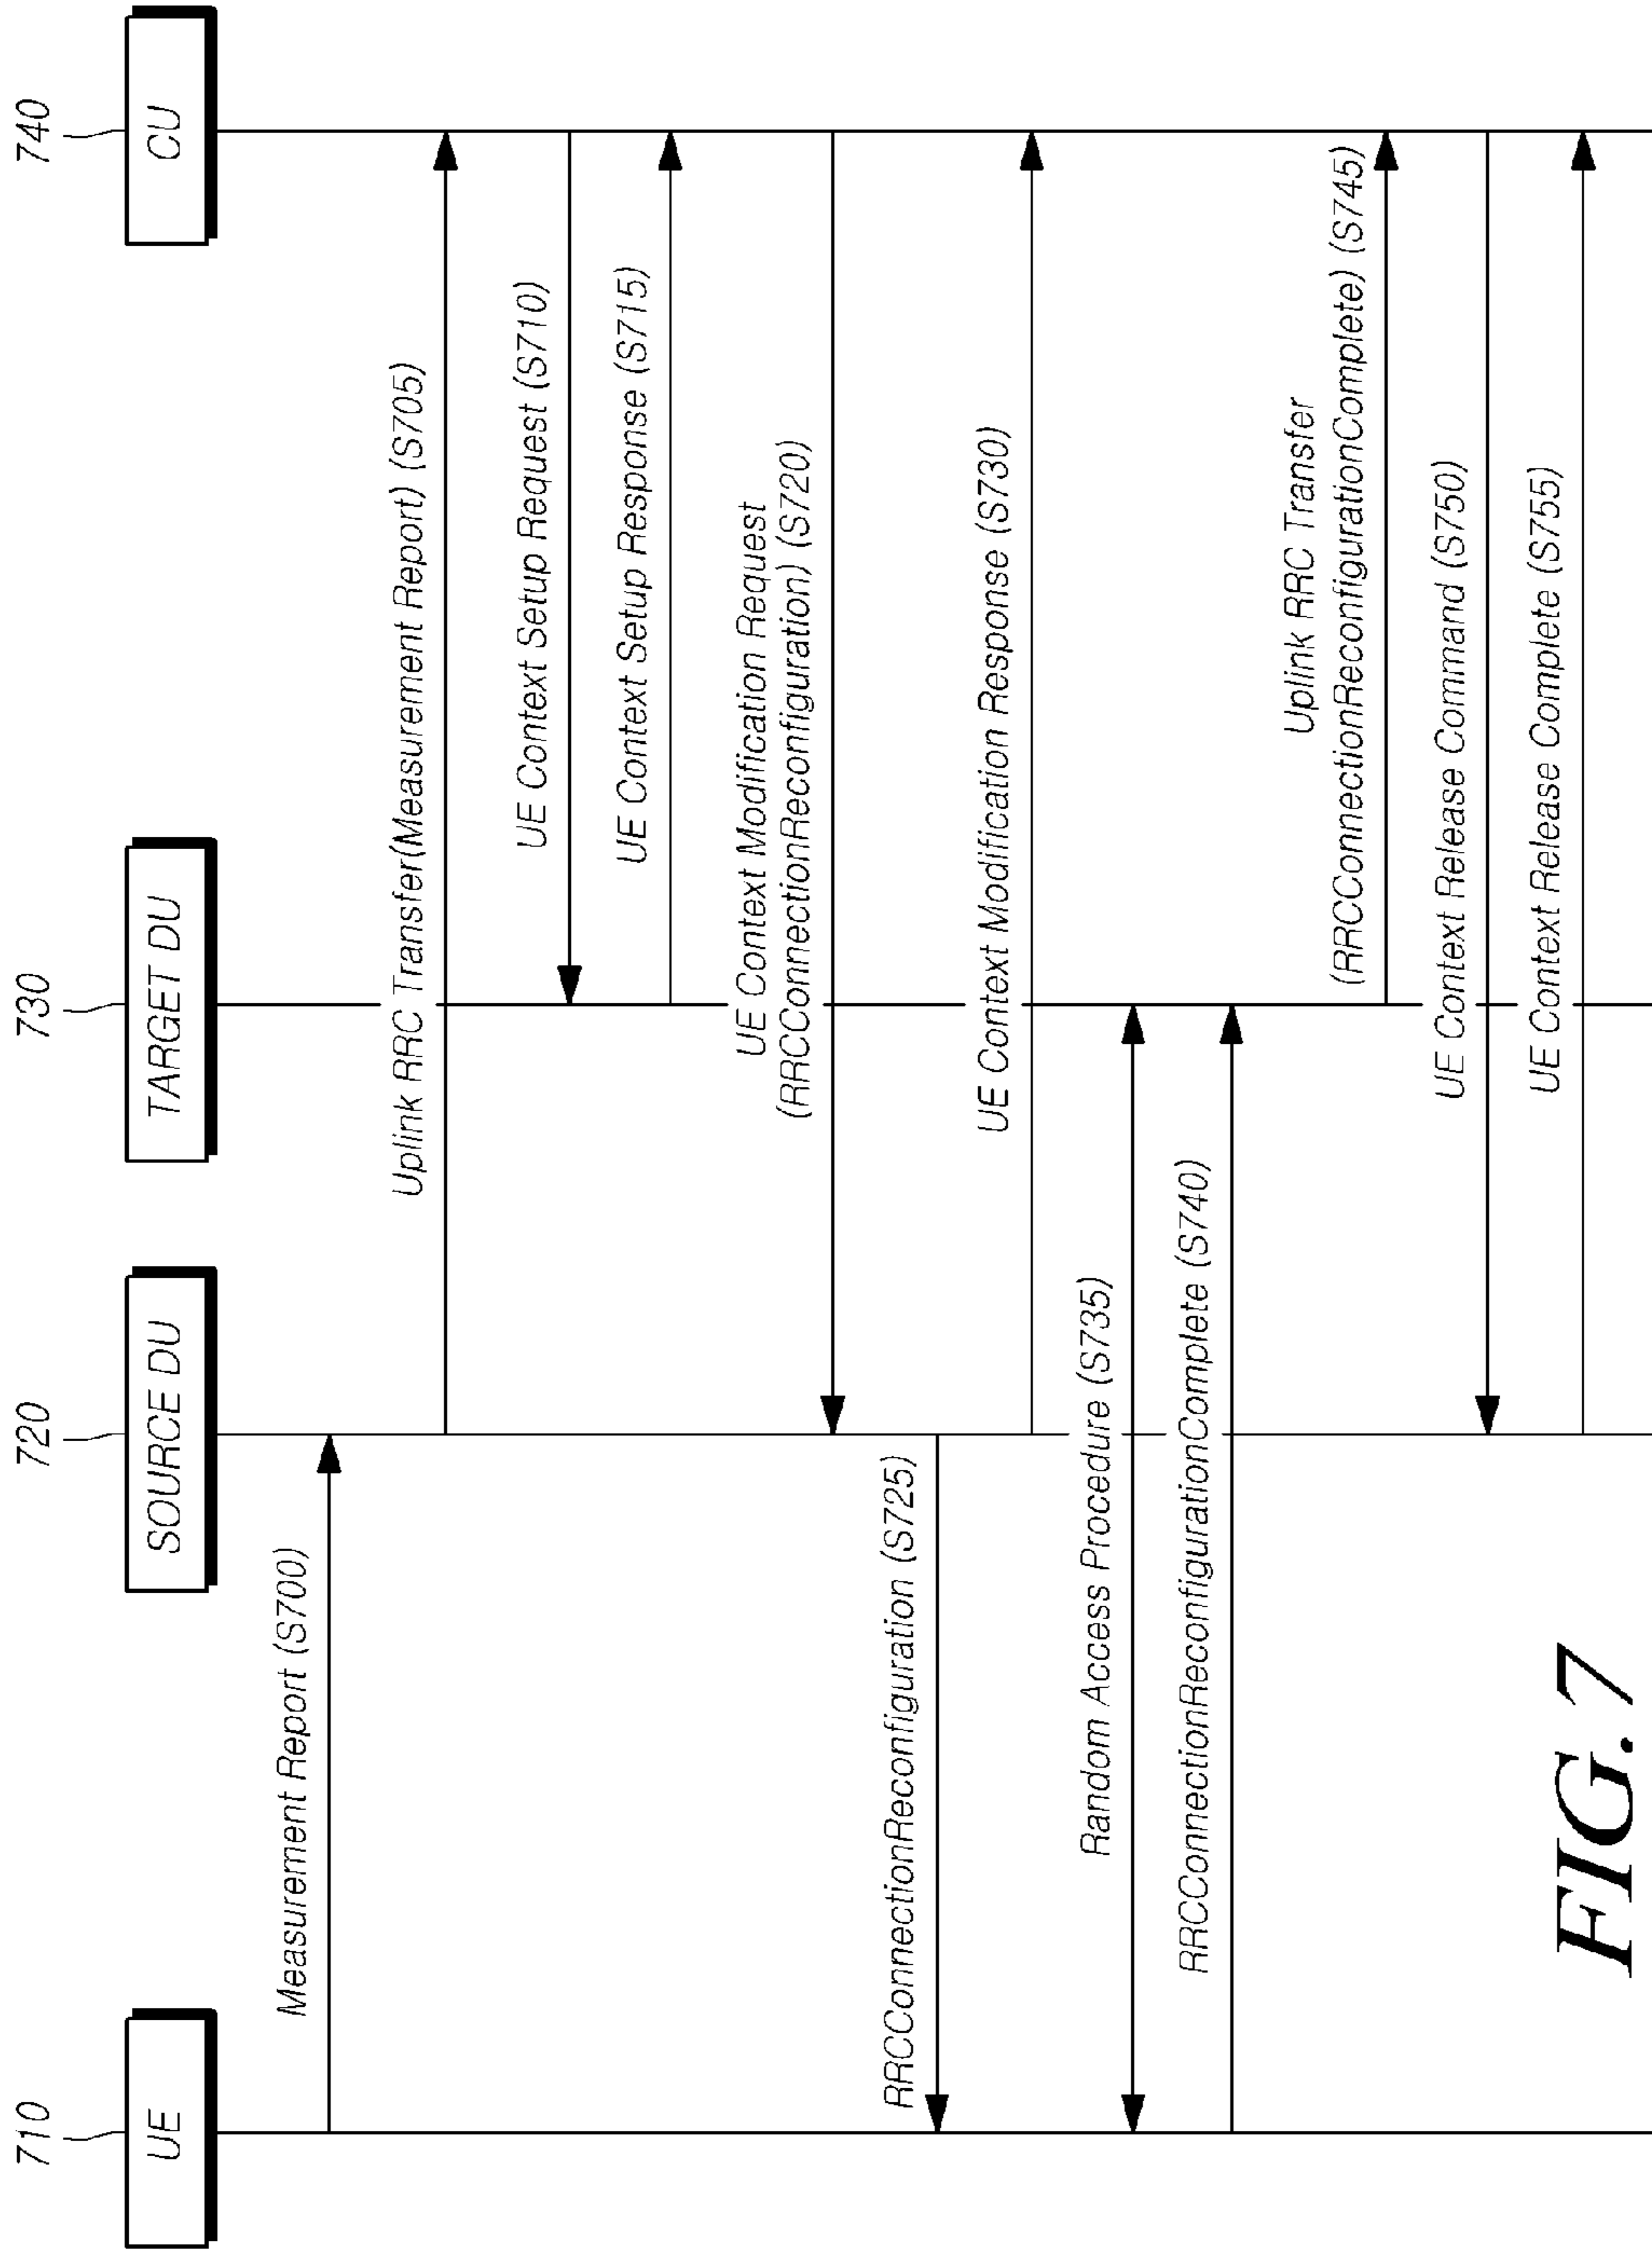 710
720
730
740
UE
SOURCE DU
TARGET DU
CU
Measurement Report (S700)
Uplink RRC Transfer(Measurement Report) (S705)
UE Context Setup Request (S710)
UE Context Setup Response (S715)
UE Context Modification Request
(RRCConnectionReconfiguration) (S720)
RRCConnectionReconfiguration (S725)
UE Context Modification Response (S730)
Random Access Procedure (S735)
RRCConnectionReconfigurationComplete (S740)
Uplink RRC Transfer
(RRCConnectionReconfigurationComplete) (S745)
UE Context Release Command (S750)
UE Context Release Complete (S755)
FIG.7